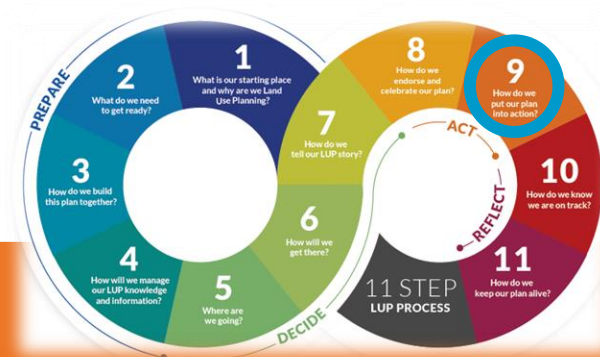 PREPARE
1
What is our starting place
and why are we Land
Use Planning?
2
What do we need
to get ready?
3
How do we build
this plan together?
4
How will we manage
our LUP knowledge
and information?
5
Where are
we going?
DECIDE
6
How will we
get there?
7
How do we
tell our LUP story?
8
How do we
endorse and
celebrate our plan?
ACT
9
How do we
put our plan
into action?
REFLECT
10
How do we know
we are on track?
11
How do we
keep our plan alive?
11 STEP
LUP PROCESS